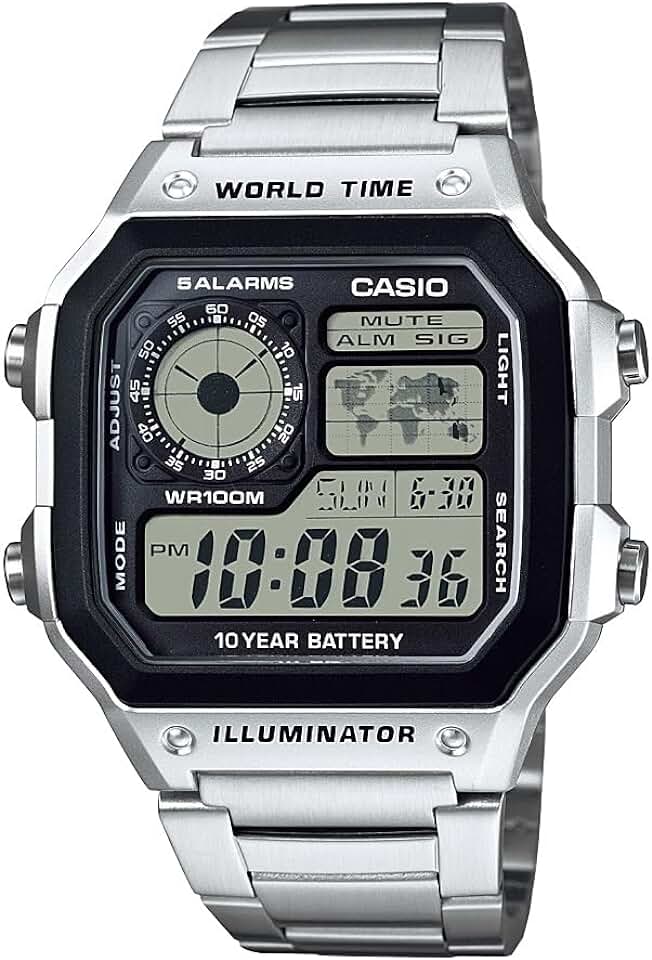 WORLD TIME
5 ALARMS
CASIO
MUTE
ALM SIG
60 05 10 15 20 25 30 35 40 45 50 55
ADJUST
LIGHT
WR100M
SUN 6-30
MODE
SEARCH
PM 10:08 36
10 YEAR BATTERY
ILLUMINATOR